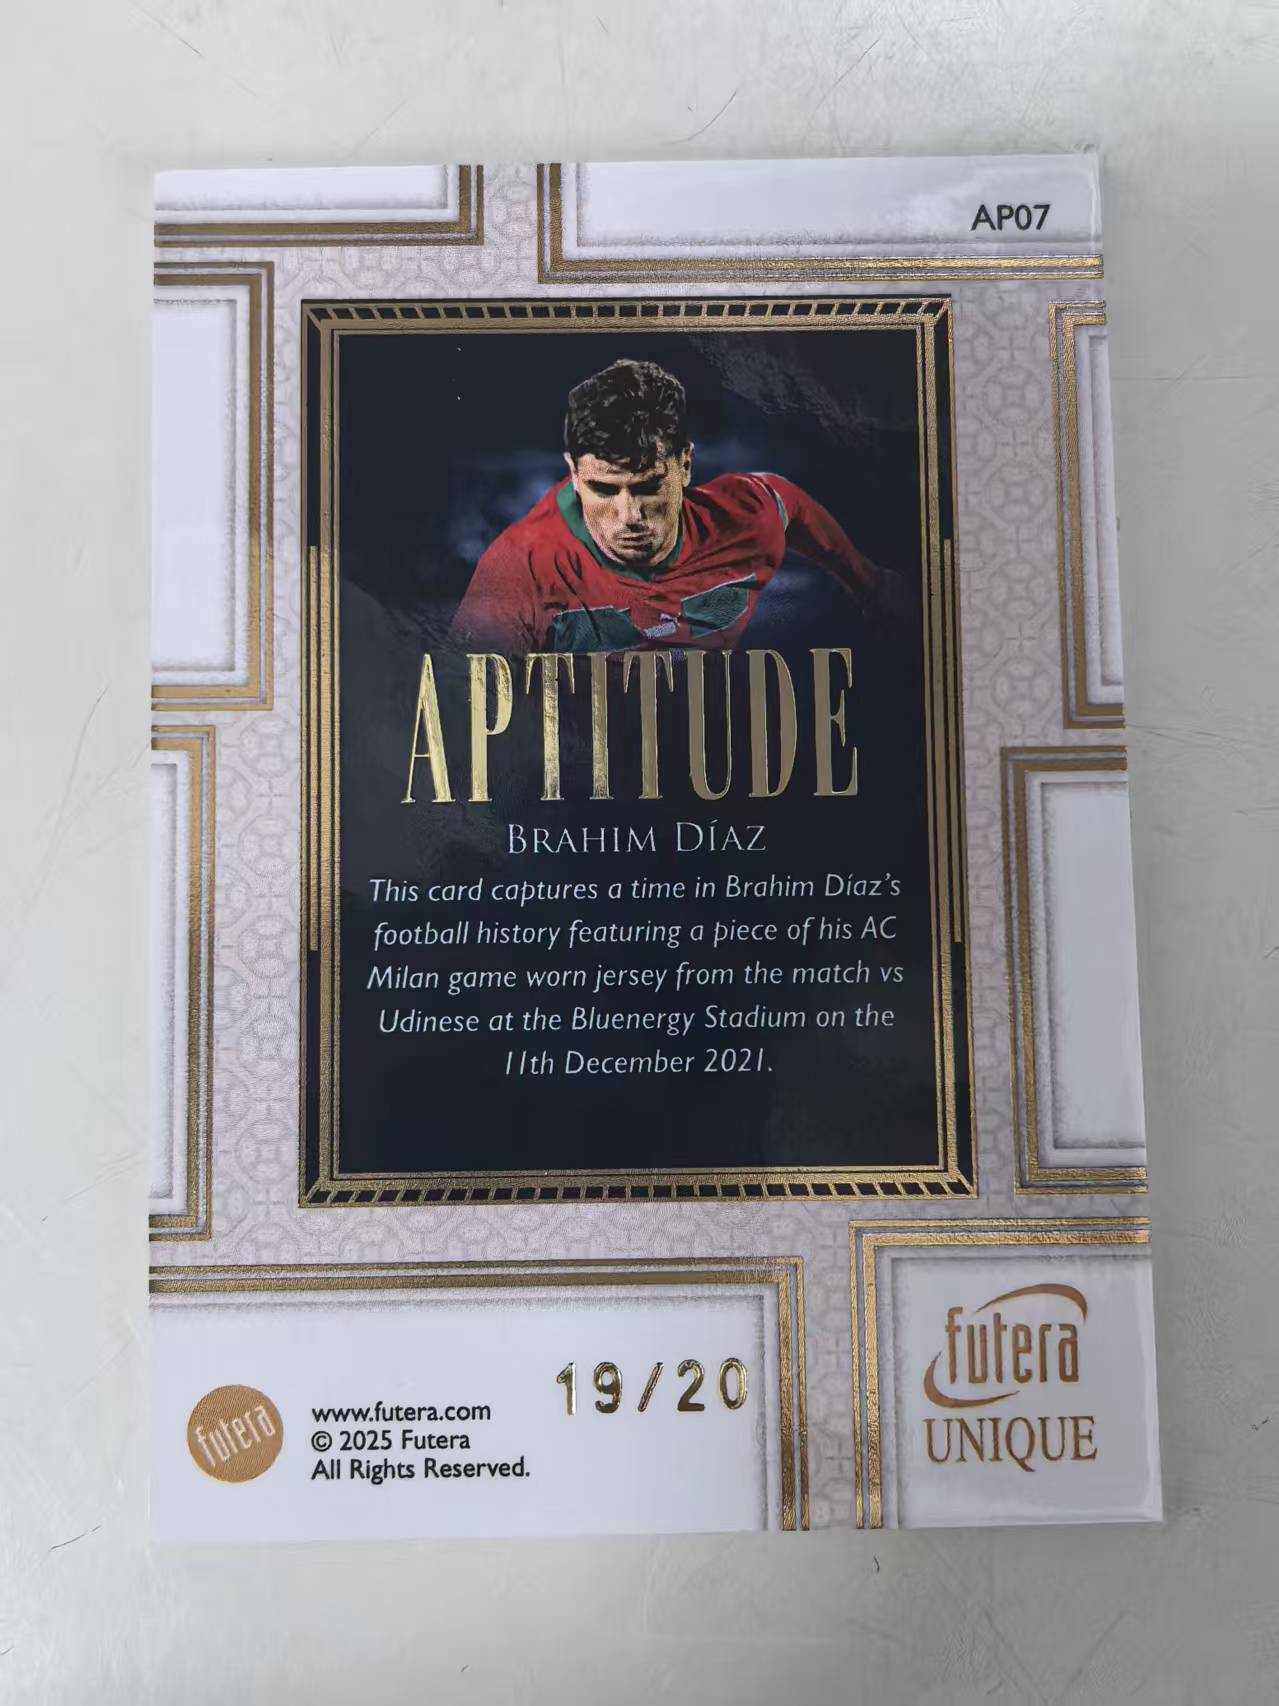 AP07
APTITUDE
BRAHIM DÍAZ
This card captures a time in Brahim Díaz's
football history featuring a piece of his AC
Milan game worn jersey from the match vs
Udinese at the Bluenergy Stadium on the
11th December 2021.
19/20
futera
www.futera.com
© 2025 Futera
All Rights Reserved.
futera
UNIQUE